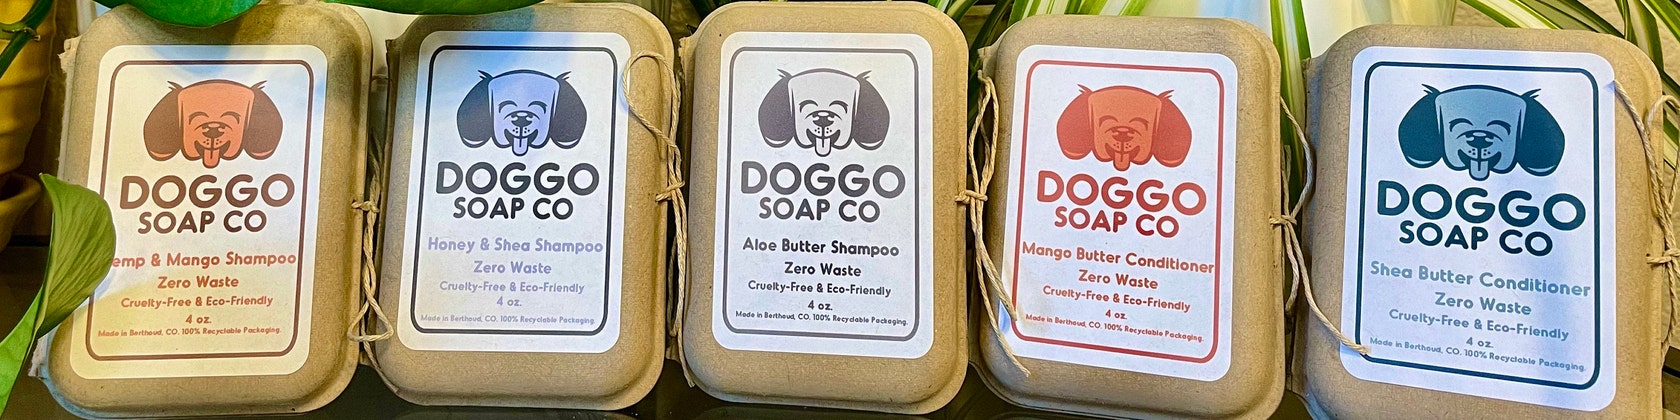 DOGGO
SOAP CO
emp & Mango Shampoo
Zero Waste
Cruelty-Free & Eco-Friendly
4 oz.
Made in Berthoud, CO. 100% Recyclable Packaging.
DOGGO
SOAP CO
Honey & Shea Shampoo
Zero Waste
Cruelty-Free & Eco-Friendly
4 oz.
Made in Berthoud, CO. 100% Recyclable Packaging.
DOGGO
SOAP CO
Aloe Butter Shampoo
Zero Waste
Cruelty-Free & Eco-Friendly
4 oz.
Made in Berthoud, CO. 100% Recyclable Packaging.
DOGGO
SOAP CO
Mango Butter Conditioner
Zero Waste
Cruelty-Free & Eco-Friendly
4 oz.
Made in Berthoud, CO. 100% Recyclable Packaging.
DOGGO
SOAP CO
Shea Butter Conditioner
Zero Waste
Cruelty-Free & Eco-Friendly
4 oz.
Made in Berthoud, CO. 100% Recyclable Packaging.